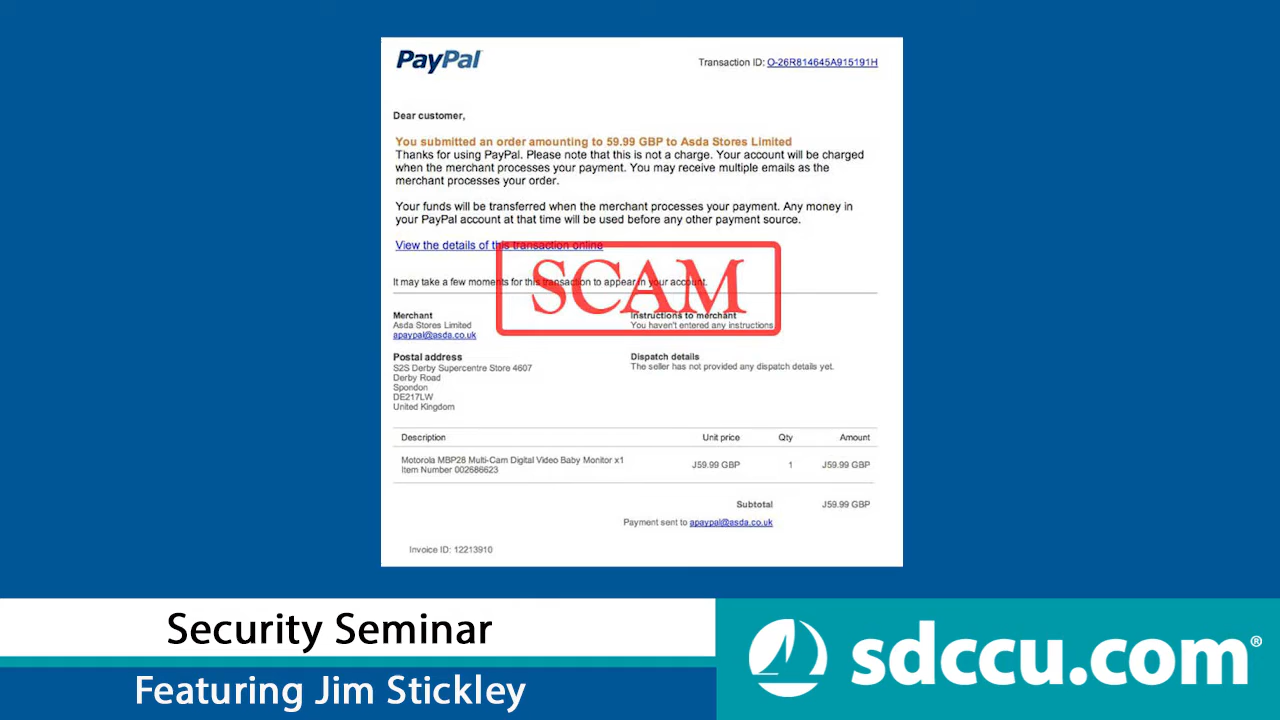 PayPal
Transaction ID: O-26R814645A915191H
Dear customer,
You submitted an order amounting to 59.99 GBP to Asda Stores Limited
Thanks for using PayPal. Please note that this is not a charge. Your account will be charged
when the merchant processes your payment. You may receive multiple emails as the
merchant processes your order.
Your funds will be transferred when the merchant processes your payment. Any money in
your PayPal account at that time will be used before any other payment source.
View the details of this transaction online
SCAM
It may take a few moments for this transaction to appear in your account.
Merchant
Asda Stores Limited
apaypal@asda.co.uk
Instructions to merchant
You haven't entered any instructions
Postal address
S2S Derby Supercentre Store 4607
Derby Road
Spondon
DE217LW
United Kingdom
Dispatch details
The seller has not provided any dispatch details yet.
Description Unit price Qty Amount
Motorola MBP28 Multi-Cam Digital Video Baby Monitor x1
Item Number 002686623
J59.99 GBP 1 J59.99 GBP
Subtotal J59.99 GBP
Payment sent to apaypal@asda.co.uk
Invoice ID: 12213910
Security Seminar
Featuring Jim Stickley
sdccu.com®